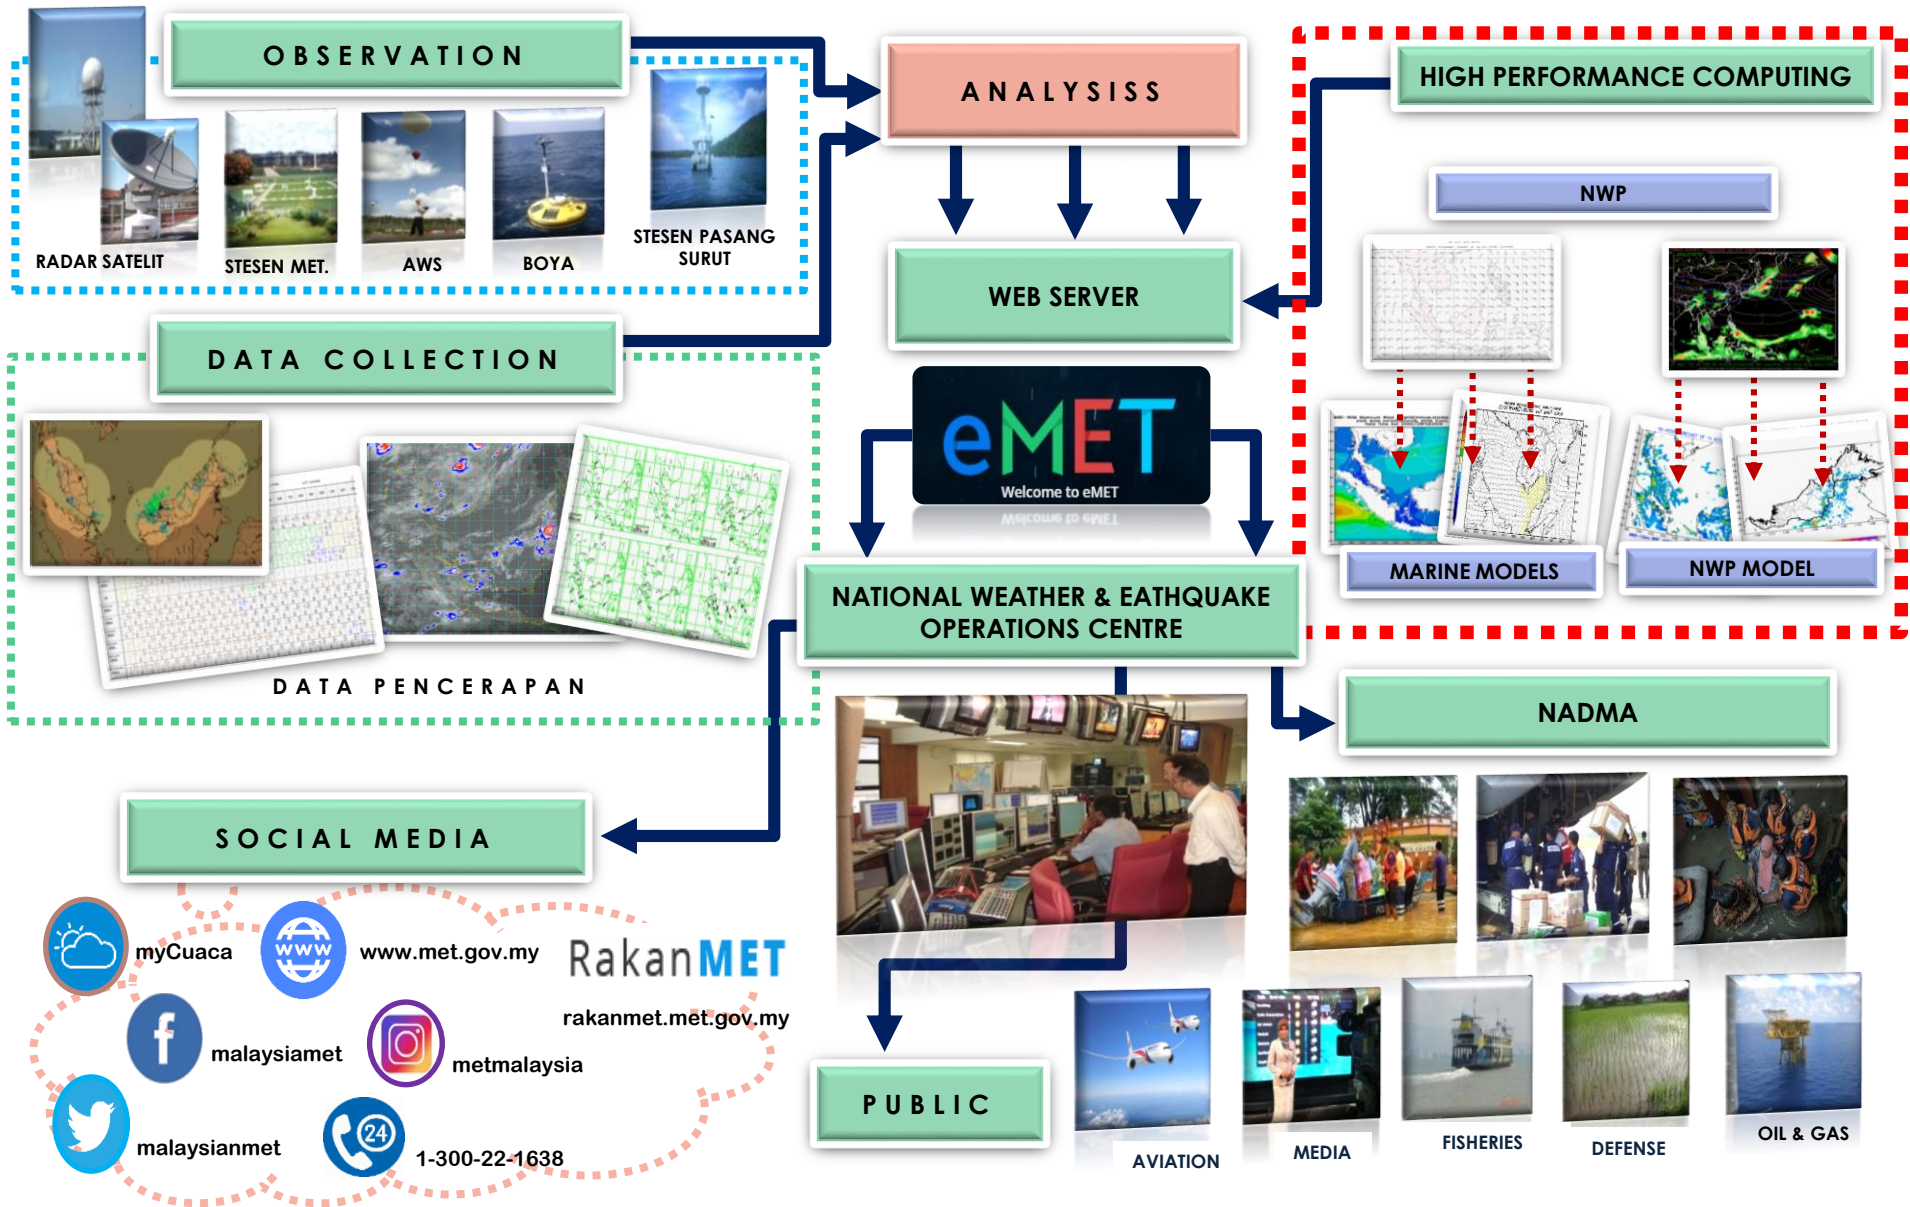 OBSERVATION
RADAR SATELIT
STESEN MET.
AWS
BOYA
STESEN PASANG
SURUT
ANALYSISS
HIGH PERFORMANCE COMPUTING
NWP
WEB SERVER
DATA COLLECTION
DATA PENCERAPAN
eMET
Welcome to eMET
MARINE MODELS
NWP MODEL
NATIONAL WEATHER & EATHQUAKE
OPERATIONS CENTRE
NADMA
SOCIAL MEDIA
myCuaca
www
www.met.gov.my
RakanMET
rakanmet.met.gov.my
f
malaysiamet
metmalaysia
malaysianmet
24
1-300-22-1638
PUBLIC
AVIATION
MEDIA
FISHERIES
DEFENSE
OIL & GAS